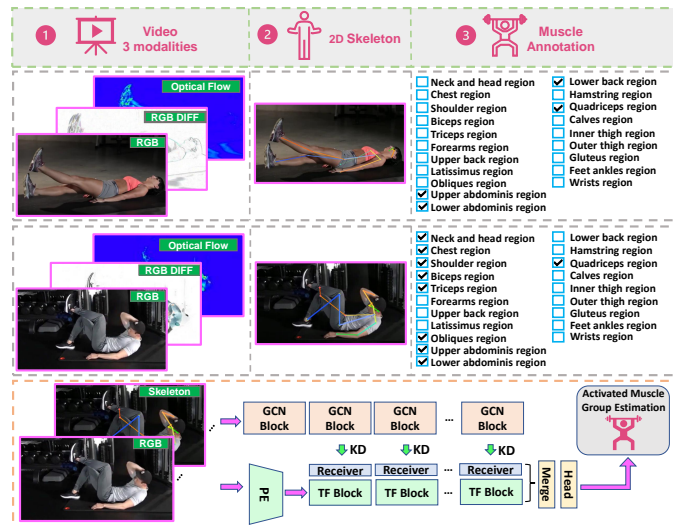 1
Video
3 modalities
2
2D Skeleton
3
Muscle
Annotation
Optical Flow
RGB DIFF
RGB
Neck and head region
Chest region
Shoulder region
Biceps region
Triceps region
Forearms region
Upper back region
Latissimus region
Obliques region
Upper abdominis region
Lower abdominis region
Lower back region
Hamstring region
Quadriceps region
Calves region
Inner thigh region
Outer thigh region
Gluteus region
Feet ankles region
Wrists region
Optical Flow
RGB DIFF
RGB
Neck and head region
Chest region
Shoulder region
Biceps region
Triceps region
Forearms region
Upper back region
Latissimus region
Obliques region
Upper abdominis region
Lower abdominis region
Lower back region
Hamstring region
Quadriceps region
Calves region
Inner thigh region
Outer thigh region
Gluteus region
Feet ankles region
Wrists region
Skeleton
RGB
...
...
GCN
Block
GCN
Block
GCN
Block
...
GCN
Block
KD
KD
KD
PE
Receiver
Receiver
...
Receiver
TF Block
TF Block
...
TF Block
Merge
Head
Activated Muscle
Group Estimation